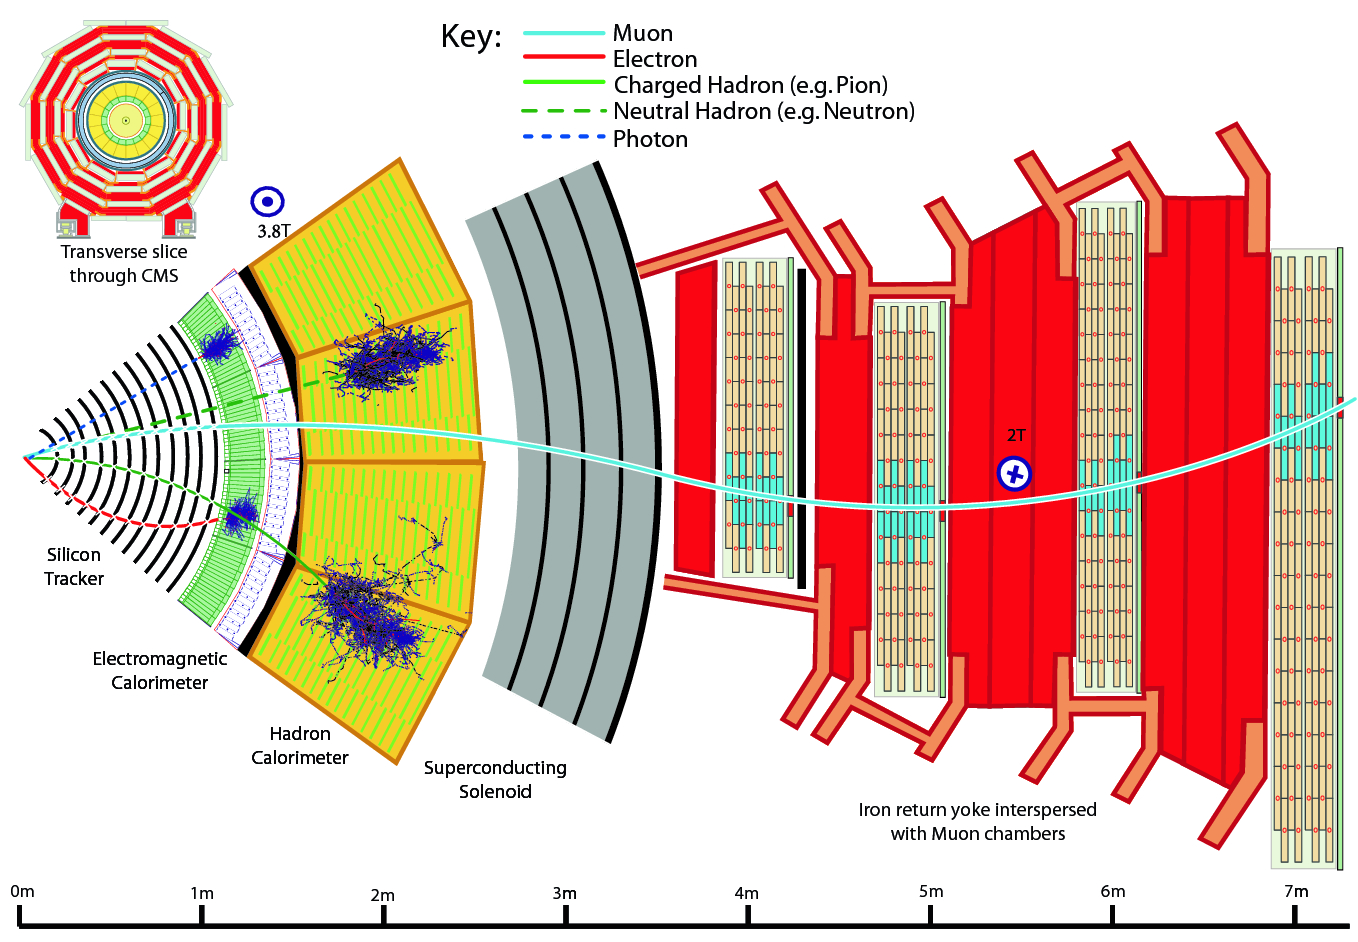 Key:
Muon
Electron
Charged Hadron (e.g. Pion)
Neutral Hadron (e.g. Neutron)
Photon
Transverse slice
through CMS
3.8T
2T
Silicon
Tracker
Electromagnetic
Calorimeter
Hadron
Calorimeter
Superconducting
Solenoid
Iron return yoke interspersed
with Muon chambers
0m 1m 2m 3m 4m 5m 6m 7m